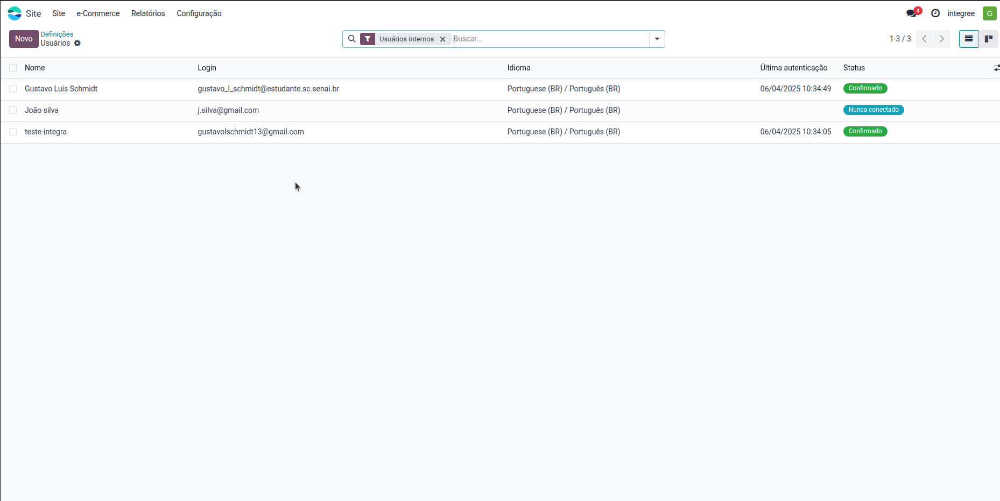 Site Site e-Commerce Relatórios Configuração 4 integree G
Novo Definições
Usuários
Usuários internos Buscar... 1-3 / 3
Nome Login Idioma Última autenticação Status
Gustavo Luis Schmidt gustavo_l_schmidt@estudante.sc.senai.br Portuguese (BR) / Português (BR) 06/04/2025 10:34:49 Confirmado
João silva j.silva@gmail.com Portuguese (BR) / Português (BR) Nunca conectado
teste-integra gustavolschmidt13@gmail.com Portuguese (BR) / Português (BR) 06/04/2025 10:34:05 Confirmado